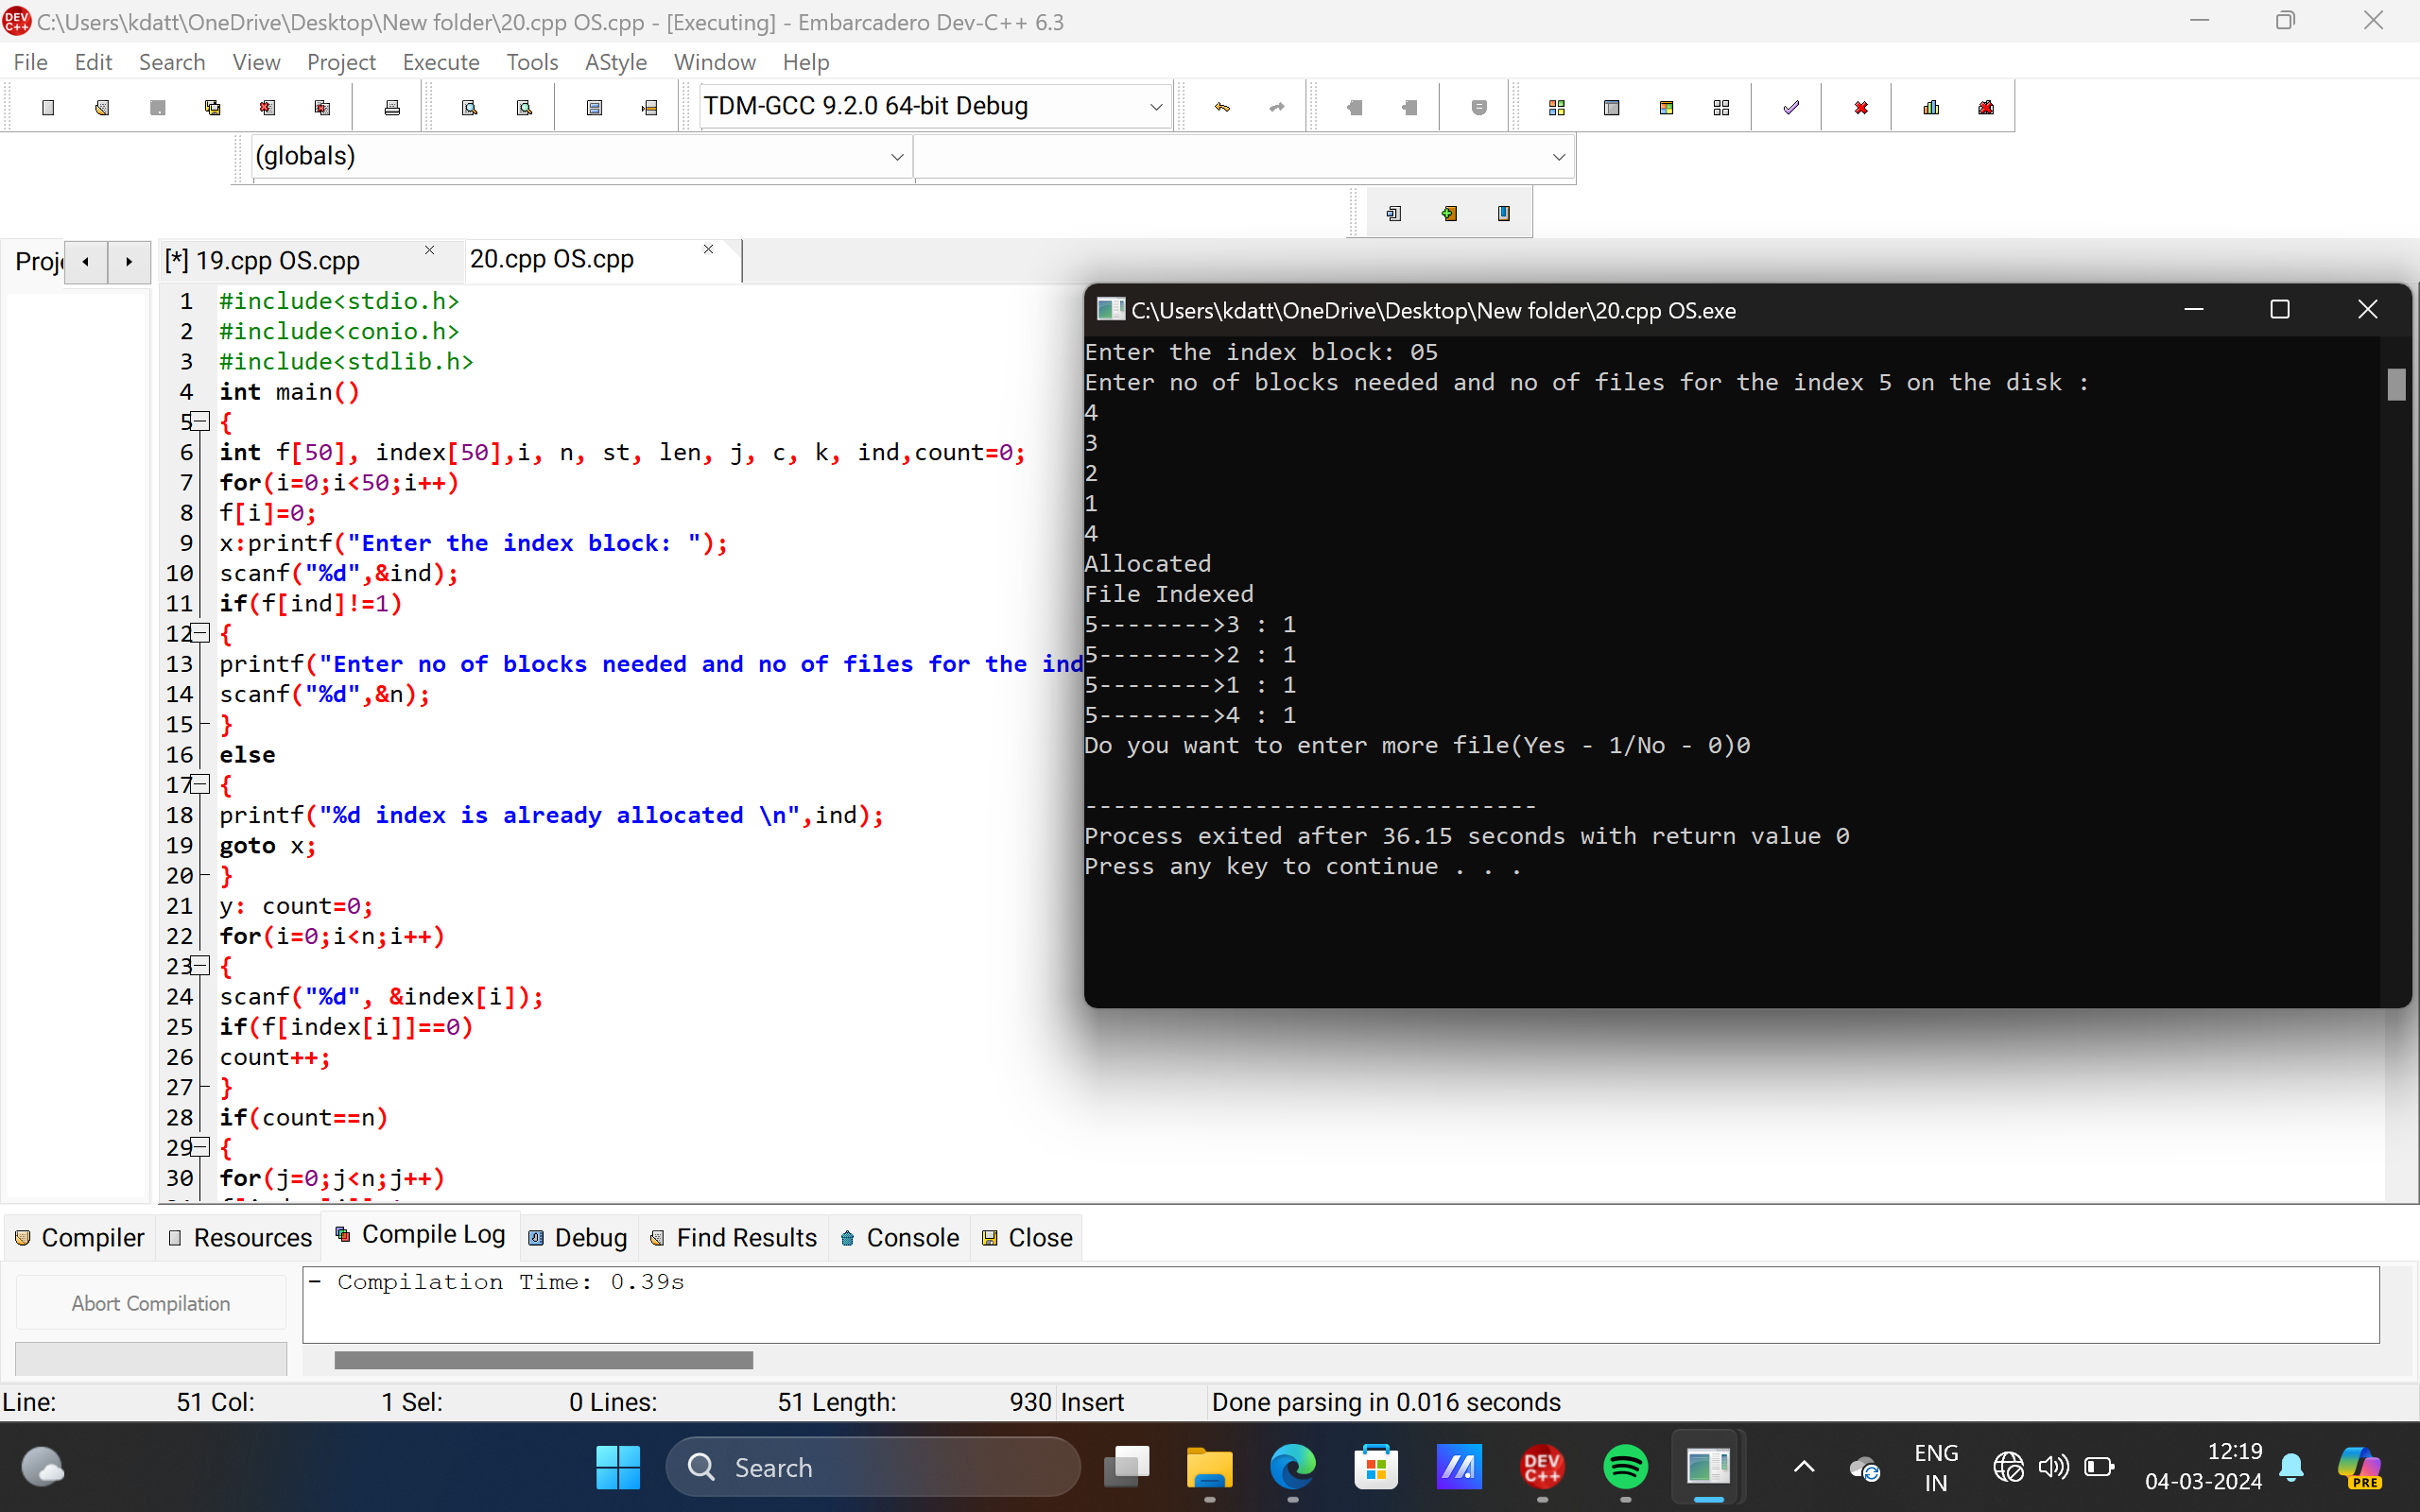 C:\Users\kdatt\OneDrive\Desktop\New folder\20.cpp OS.cpp - [Executing] - Embarcadero Dev-C++ 6.3
File Edit Search View Project Execute Tools AStyle Window Help
TDM-GCC 9.2.0 64-bit Debug
(globals)
[*] 19.cpp OS.cpp
20.cpp OS.cpp
1 #include<stdio.h>
2 #include<conio.h>
3 #include<stdlib.h>
4 int main()
5 {
6 int f[50], index[50],i, n, st, len, j, c, k, ind,count=0;
7 for(i=0;i<50;i++)
8 f[i]=0;
9 x:printf("Enter the index block: ");
10 scanf("%d",&ind);
11 if(f[ind]!=1)
12 {
13 printf("Enter no of blocks needed and no of files for the ind
14 scanf("%d",&n);
15 }
16 else
17 {
18 printf("%d index is already allocated \n",ind);
19 goto x;
20 }
21 y: count=0;
22 for(i=0;i<n;i++)
23 {
24 scanf("%d", &index[i]);
25 if(f[index[i]]==0)
26 count++;
27 }
28 if(count==n)
29 {
30 for(j=0;j<n;j++)
C:\Users\kdatt\OneDrive\Desktop\New folder\20.cpp OS.exe
Enter the index block: 05
Enter no of blocks needed and no of files for the index 5 on the disk :
4
3
2
1
4
Allocated
File Indexed
5-------->3 : 1
5-------->2 : 1
5-------->1 : 1
5-------->4 : 1
Do you want to enter more file(Yes - 1/No - 0)0
--------------------------------
Process exited after 36.15 seconds with return value 0
Press any key to continue . . .
Compiler Resources Compile Log Debug Find Results Console Close
Abort Compilation
- Compilation Time: 0.39s
Line: 51 Col: 1 Sel: 0 Lines: 51 Length: 930 Insert Done parsing in 0.016 seconds
Search
DEV C++
ENG
IN
12:19
04-03-2024
PRE